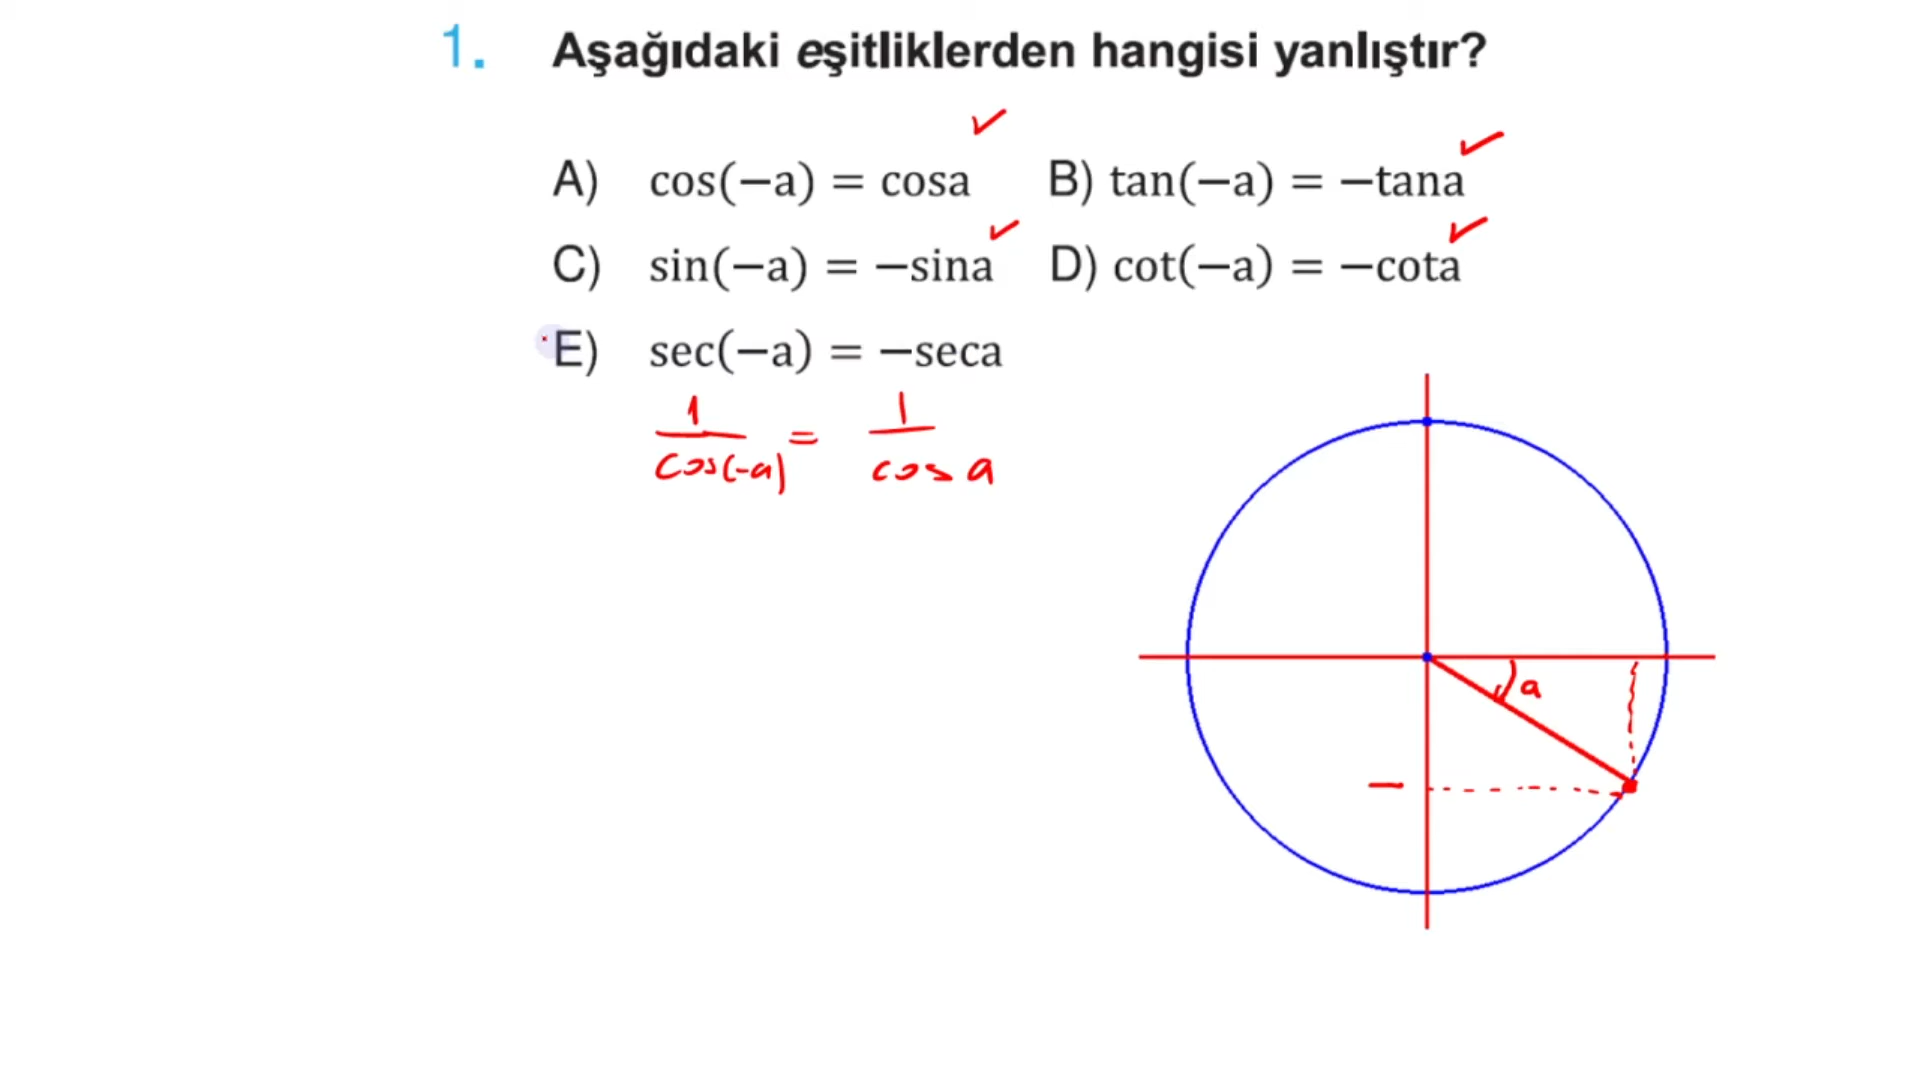 1. Aşağıdaki eşitliklerden hangisi yanlıştır?
A) cos(−a) = cosa B) tan(−a) = −tana
C) sin(−a) = −sina D) cot(−a) = −cota
E) sec(−a) = −seca
1/cos(-a) = 1/cos a
a
−